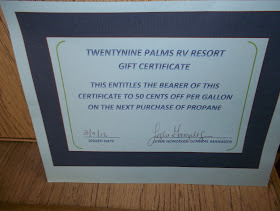 TWENTYNINE PALMS RV RESORT
GIFT CERTIFICATE
THIS ENTITLES THE BEARER OF THIS
CERTIFICATE TO 50 CENTS OFF PER GALLON
ON THE NEXT PURCHASE OF PROPANE
ISSUED DATE
GENERAL MANAGER